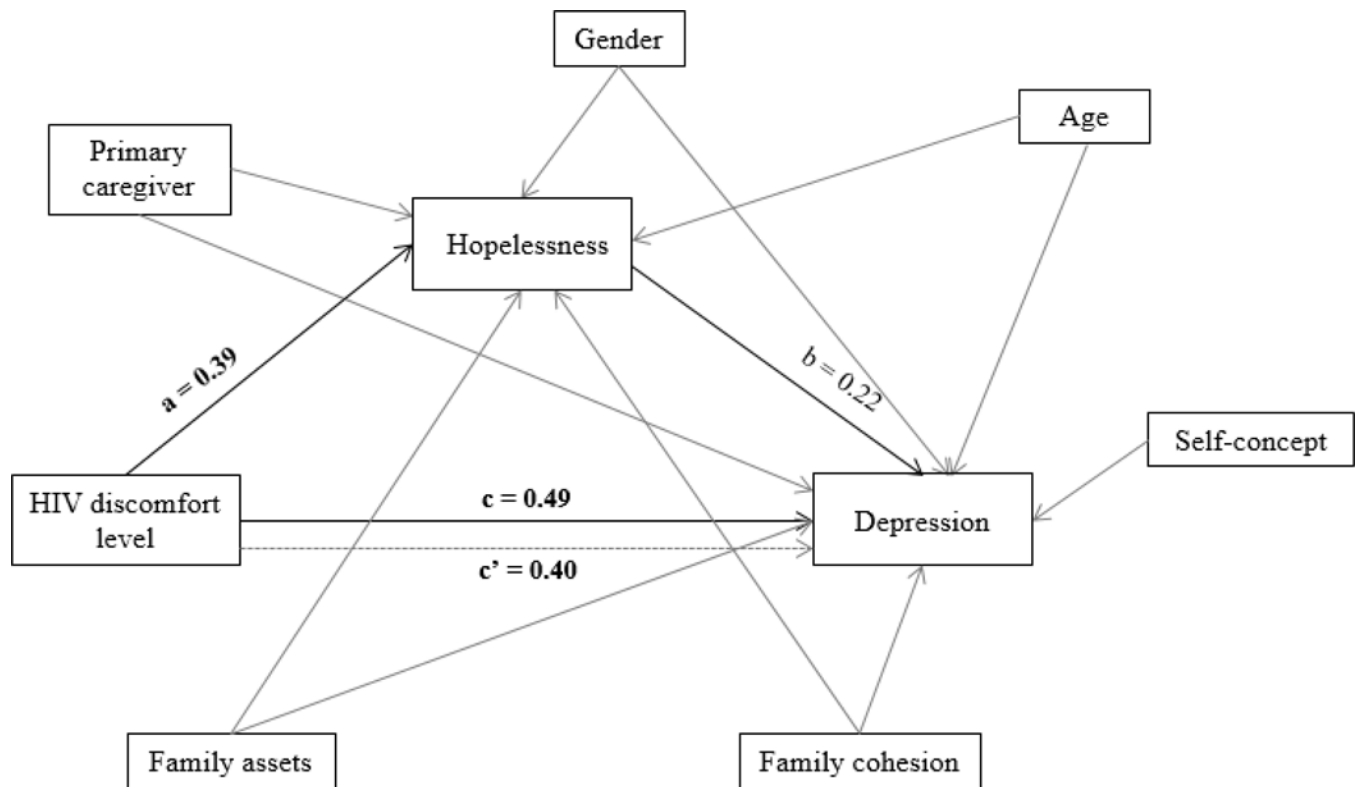 Gender
Age
Primary
caregiver
Hopelessness
a = 0.39
b = 0.22
Self-concept
HIV discomfort
level
c = 0.49
Depression
c’ = 0.40
Family assets
Family cohesion